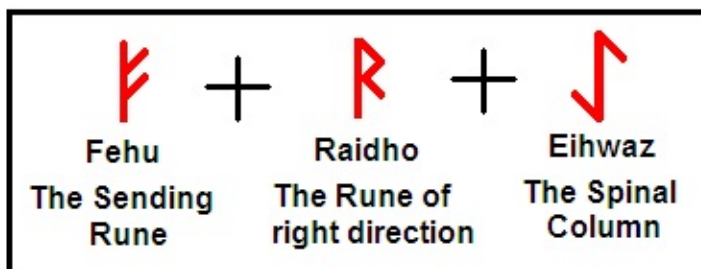 ᚠ + ᚱ + ᛇ
Fehu
Raidho
Eihwaz
The Sending
Rune
The Rune of
right direction
The Spinal
Column